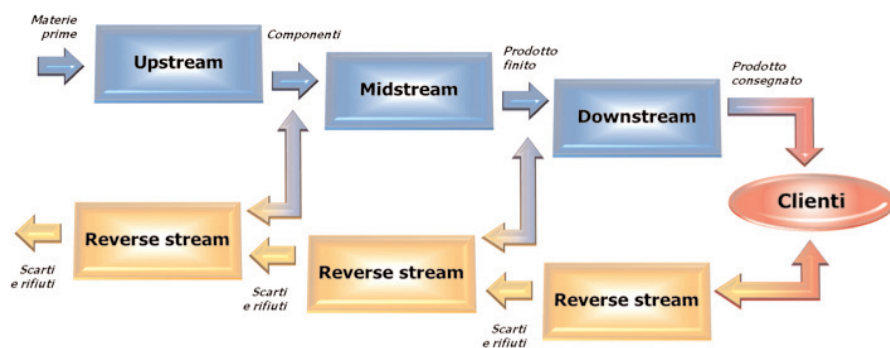 Materie
prime
Upstream
Componenti
Midstream
Prodotto
finito
Downstream
Prodotto
consegnato
Clienti
Reverse stream
Scarti
e rifiuti
Reverse stream
Scarti
e rifiuti
Reverse stream
Scarti
e rifiuti